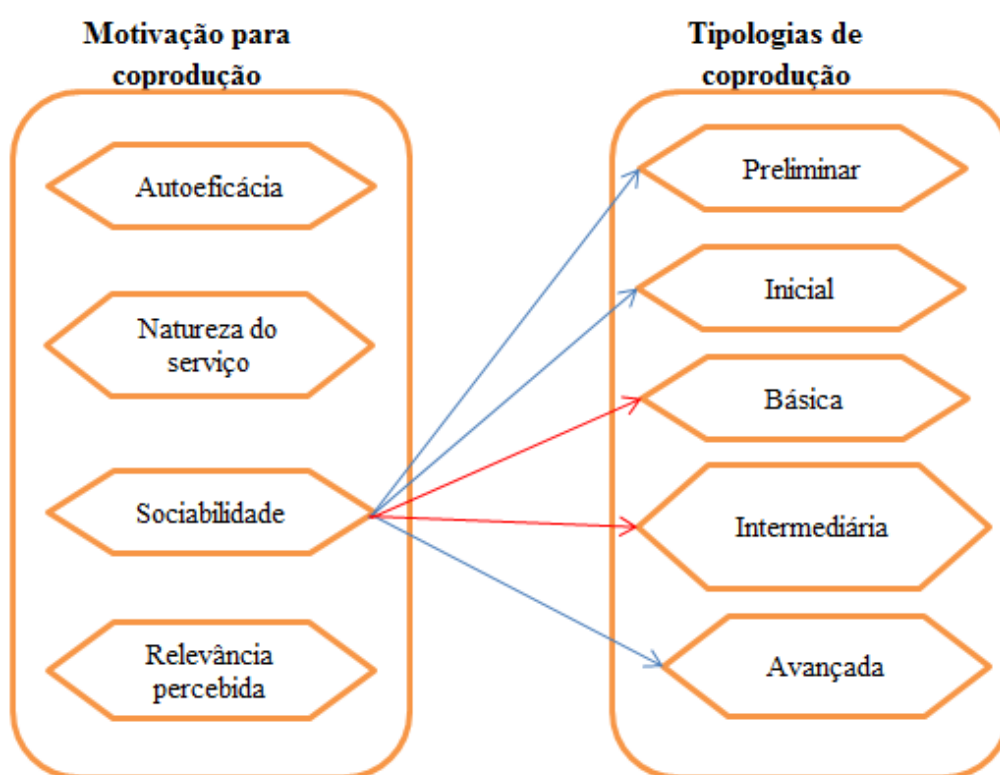 Motivação para
coprodução
Autoeficácia
Natureza do
serviço
Sociabilidade
Relevância
percebida
Tipologias de
coprodução
Preliminar
Inicial
Básica
Intermediária
Avançada